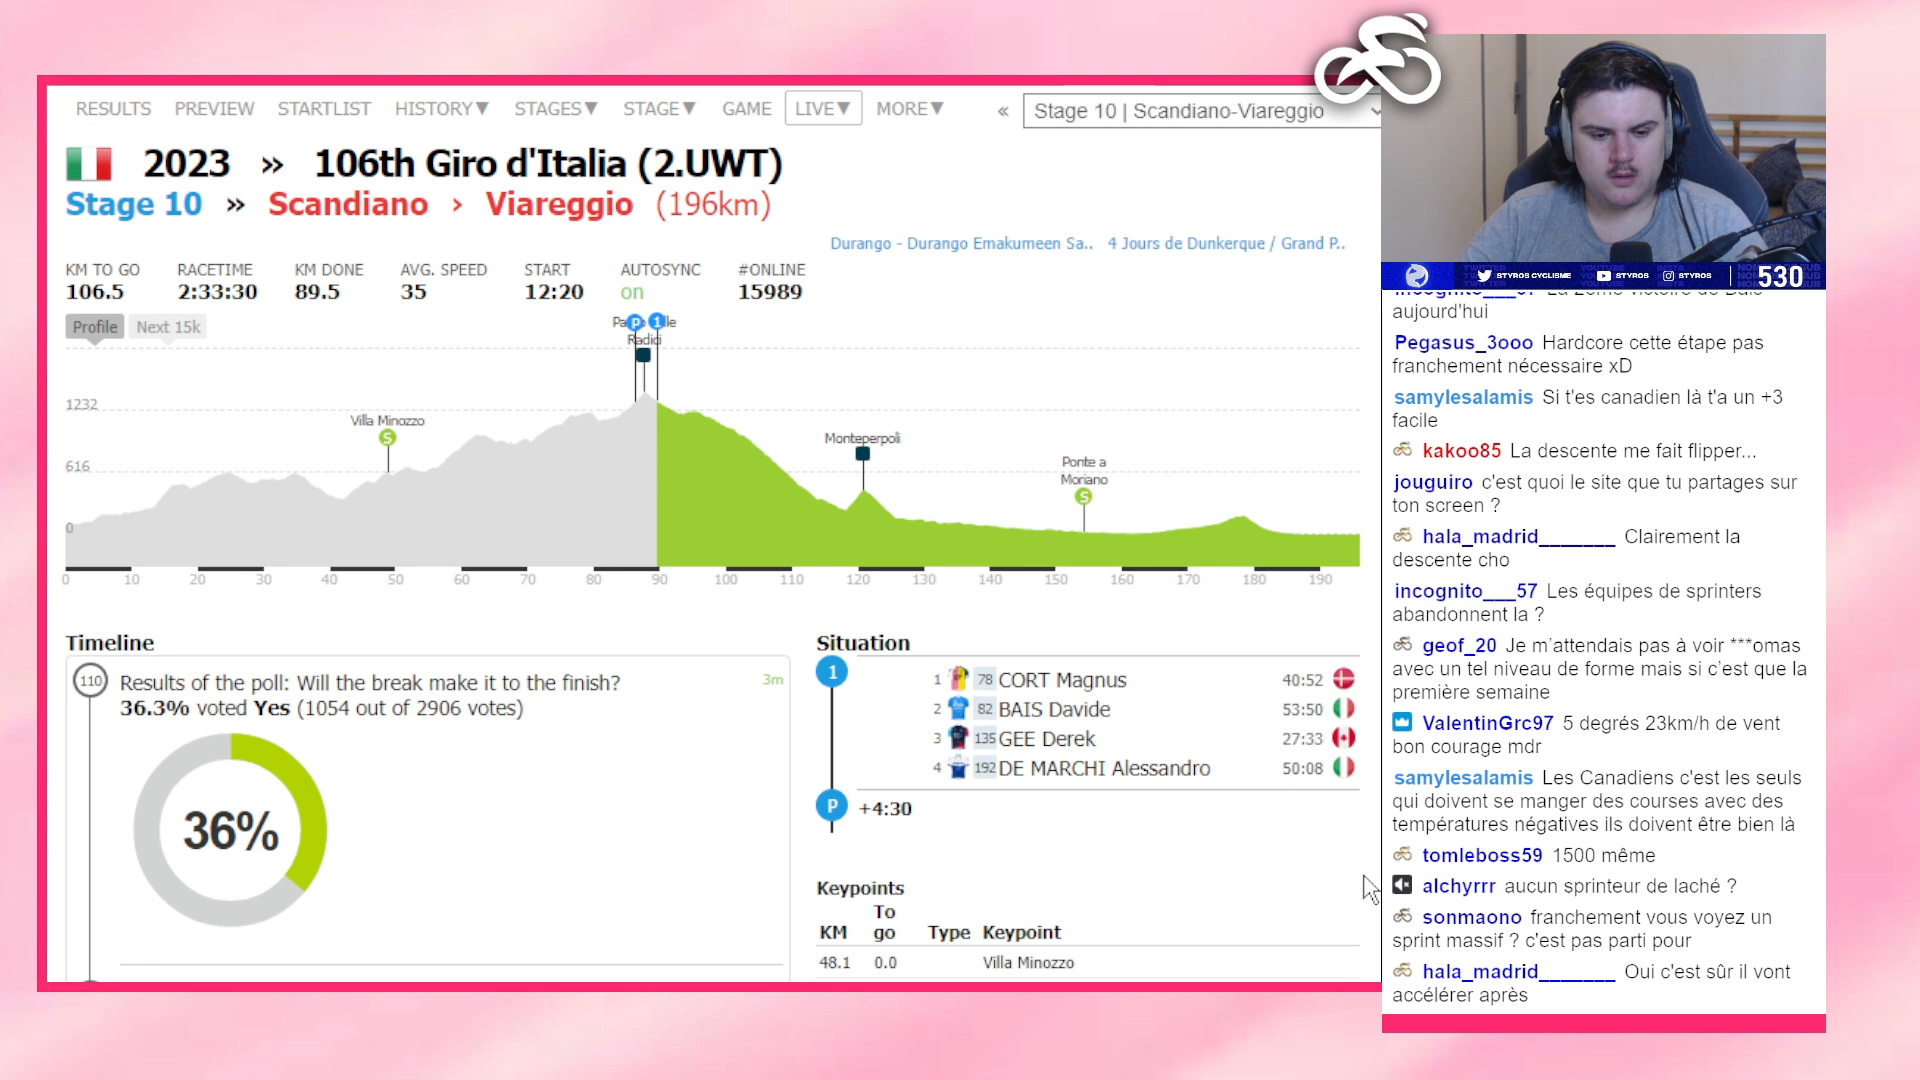 RESULTS PREVIEW STARTLIST HISTORY▼ STAGES▼ STAGE▼ GAME LIVE▼ MORE▼ « Stage 10 | Scandiano-Viareggio
2023 » 106th Giro d'Italia (2.UWT)
Stage 10 » Scandiano › Viareggio (196km)
Durango - Durango Emakumeen Sa.. 4 Jours de Dunkerque / Grand P..
KM TO GO RACETIME KM DONE AVG. SPEED START AUTOSYNC #ONLINE
106.5 2:33:30 89.5 35 12:20 on 15989
Profile Next 15k
P 1
Radici
1232
Villa Minozzo
S
Monteperpoli
616
Ponte a
Moriano
S
0
0 10 20 30 40 50 60 70 80 90 100 110 120 130 140 150 160 170 180 190
Timeline
110 Results of the poll: Will the break make it to the finish? 3m
36.3% voted Yes (1054 out of 2906 votes)
36%
Situation
1
1 78 CORT Magnus 40:52
2 82 BAIS Davide 53:50
3 135 GEE Derek 27:33
4 192 DE MARCHI Alessandro 50:08
P +4:30
Keypoints
KM To go Type Keypoint
48.1 0.0 Villa Minozzo
STYROS CYCLISME STYROS STYROS 530
aujourd'hui
Pegasus_3ooo Hardcore cette étape pas
franchement nécessaire xD
samylesalamis Si t'es canadien là t'a un +3
facile
kakoo85 La descente me fait flipper...
jouguiro c'est quoi le site que tu partages sur
ton screen ?
hala_madrid_______ Clairement la
descente cho
incognito___57 Les équipes de sprinters
abandonnent la ?
geof_20 Je m'attendais pas à voir ***omas
avec un tel niveau de forme mais si c'est que la
première semaine
ValentinGrc97 5 degrés 23km/h de vent
bon courage mdr
samylesalamis Les Canadiens c'est les seuls
qui doivent se manger des courses avec des
températures négatives ils doivent être bien là
tomleboss59 1500 même
alchyrrr aucun sprinteur de laché ?
sonmaono franchement vous voyez un
sprint massif ? c'est pas parti pour
hala_madrid_______ Oui c'est sûr il vont
accélérer après